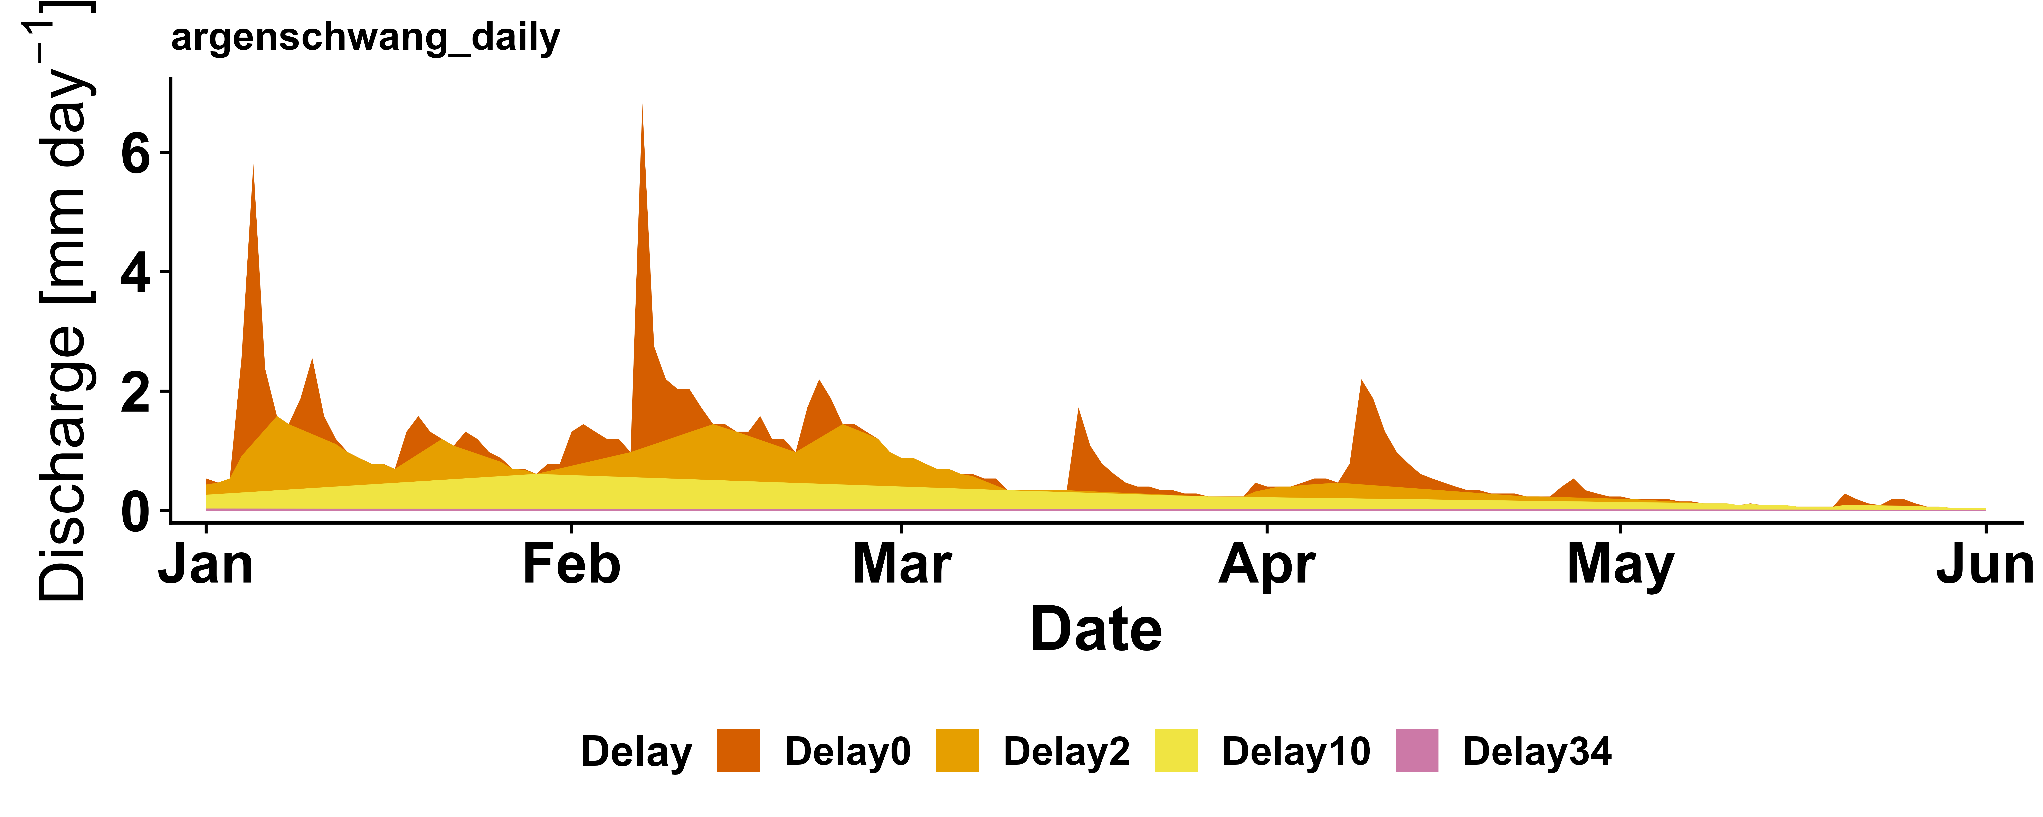 argenschwang_daily
Discharge [mm day⁻¹]
6
4
2
0
Jan Feb Mar Apr May Jun
Date
Delay Delay0 Delay2 Delay10 Delay34